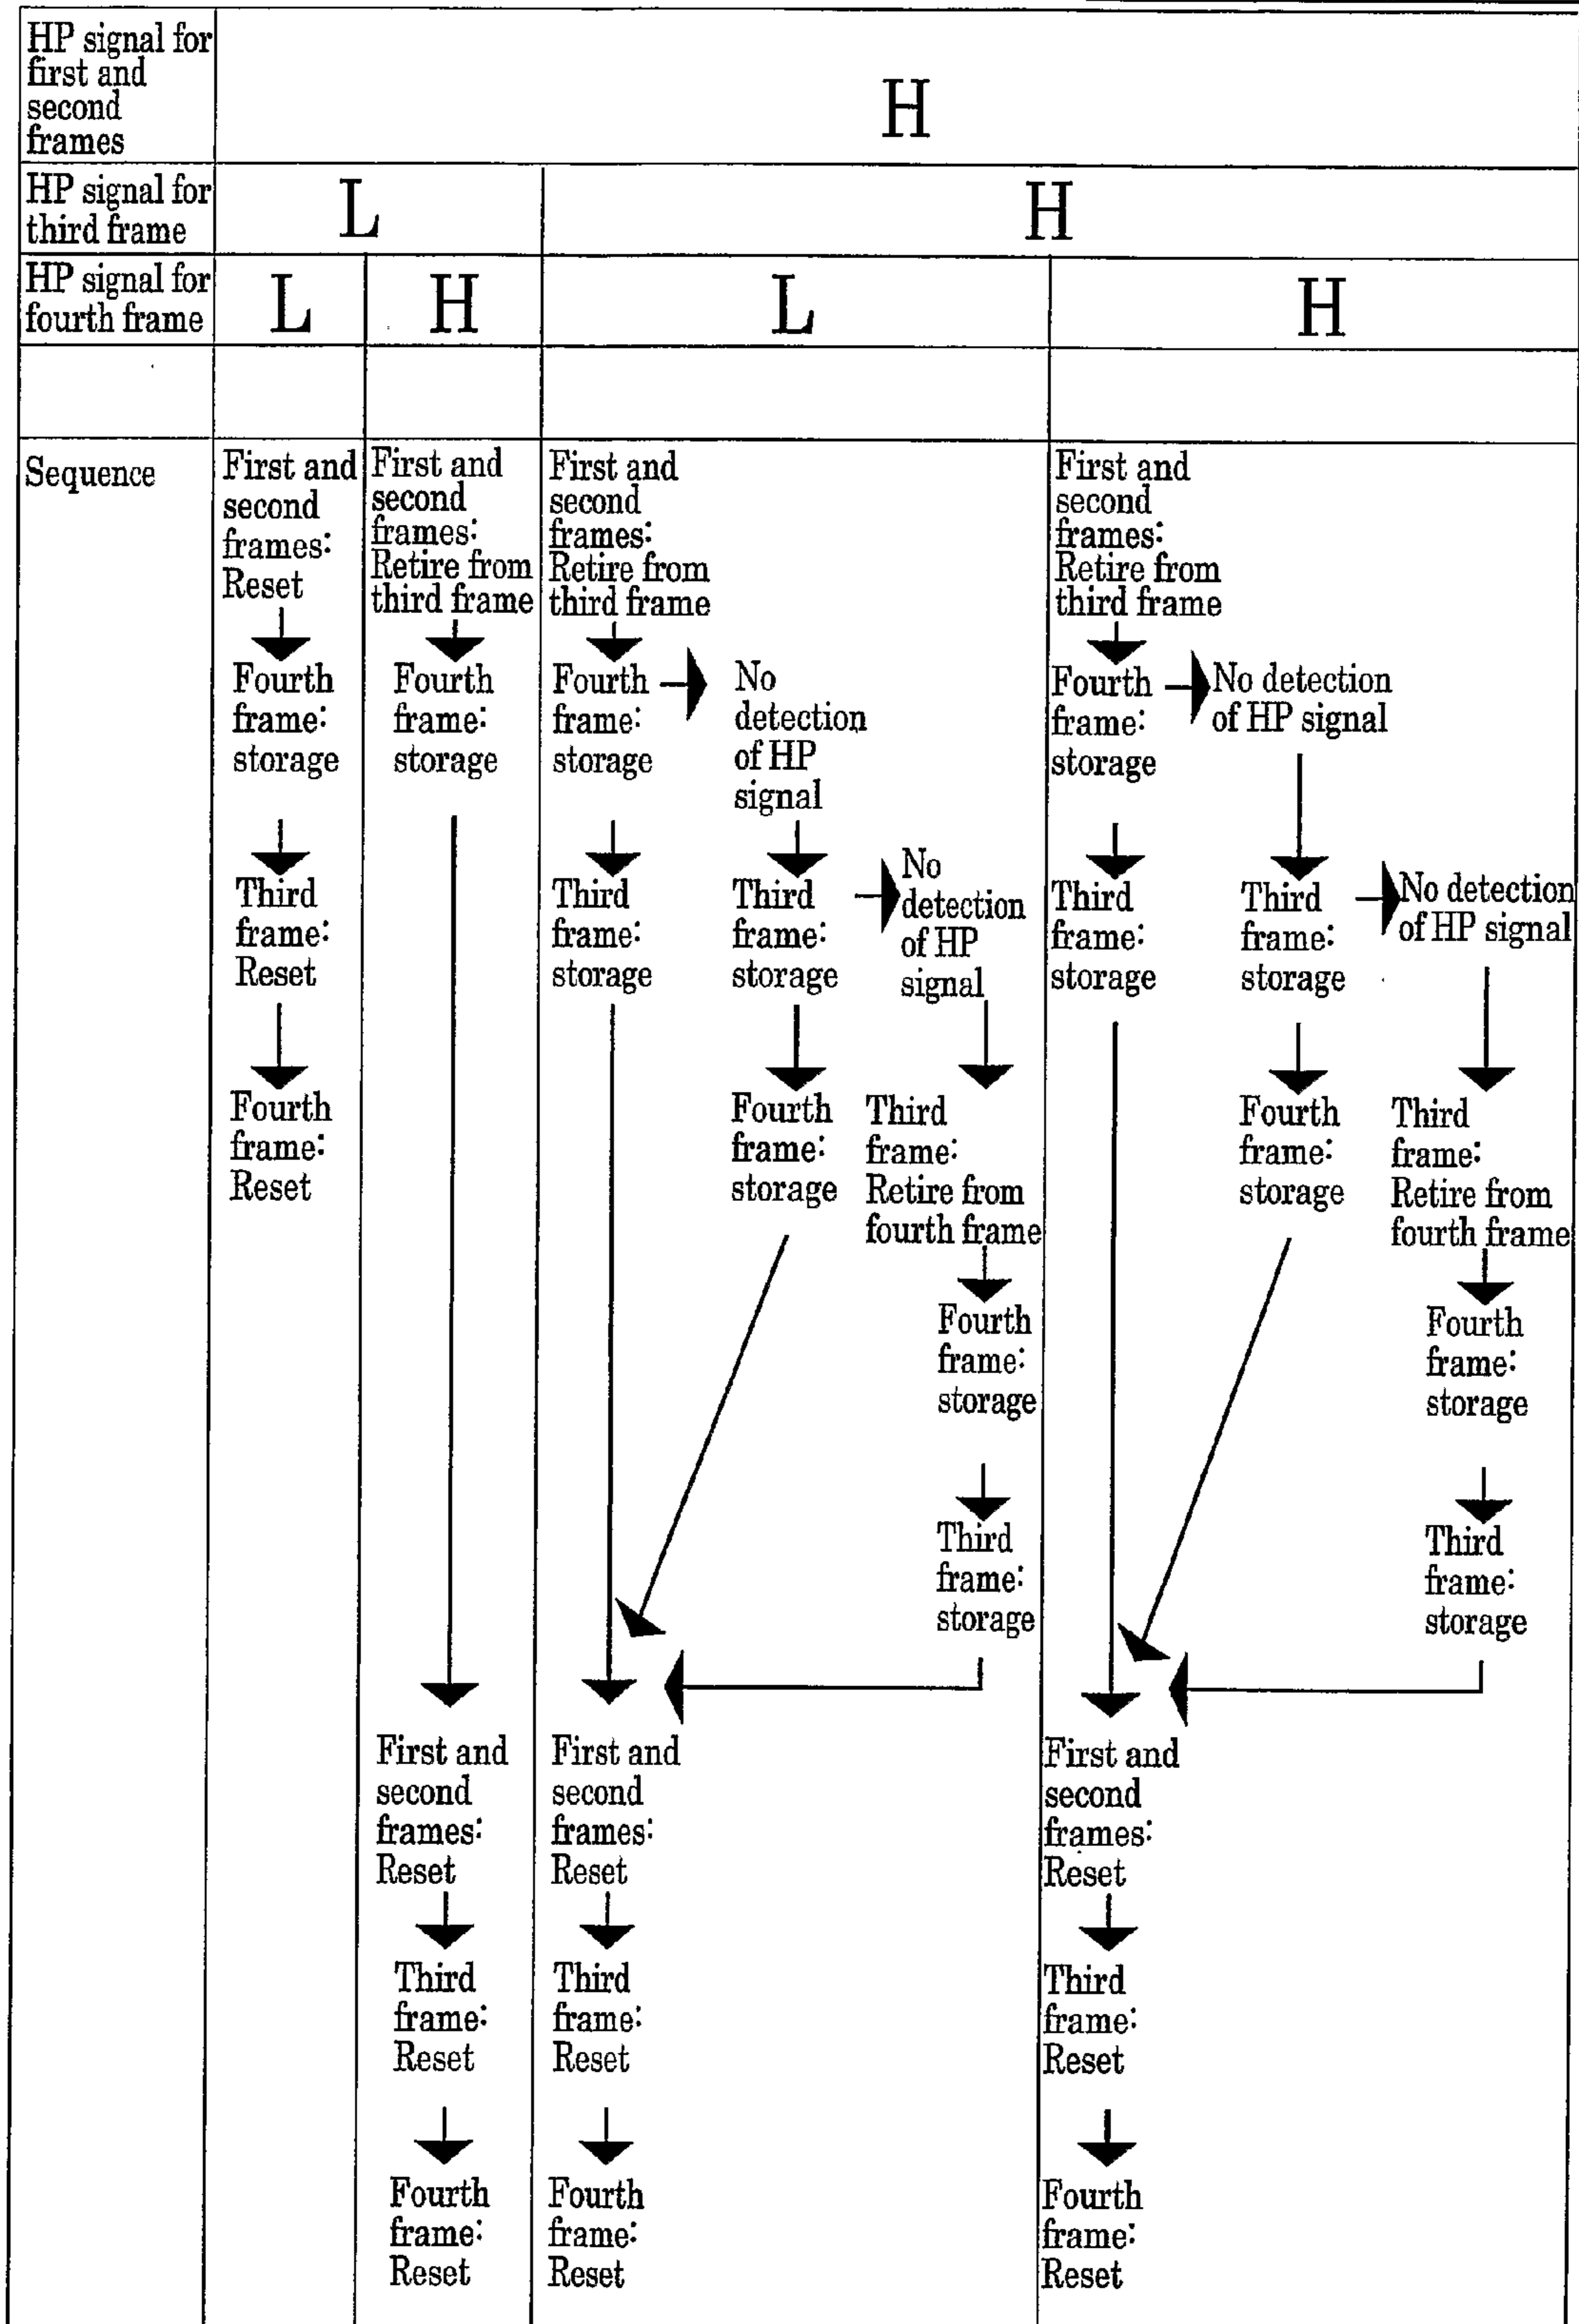 HP signal for
first and
second
frames
H
HP signal for
third frame
L
H
HP signal for
fourth frame
L
H
L
H
Sequence
First and
second
frames:
Reset
Fourth
frame:
storage
Third
frame:
Reset
Fourth
frame:
Reset
First and
second
frames:
Retire from
third frame
Fourth
frame:
storage
First and
second
frames:
Reset
Third
frame:
Reset
Fourth
frame:
Reset
First and
second
frames:
Retire from
third frame
Fourth
frame:
storage
Third
frame:
storage
No
detection
of HP
signal
Third
frame:
storage
Fourth
frame:
storage
No
detection
of HP
signal
Third
frame:
Retire from
fourth frame
Fourth
frame:
storage
Third
frame:
storage
First and
second
frames:
Reset
Third
frame:
Reset
Fourth
frame:
Reset
First and
second
frames:
Retire from
third frame
Fourth
frame:
storage
Third
frame:
storage
No detection
of HP signal
Third
frame:
storage
Fourth
frame:
storage
No detection
of HP signal
Third
frame:
Retire from
fourth frame
Fourth
frame:
storage
Third
frame:
storage
First and
second
frames:
Reset
Third
frame:
Reset
Fourth
frame:
Reset